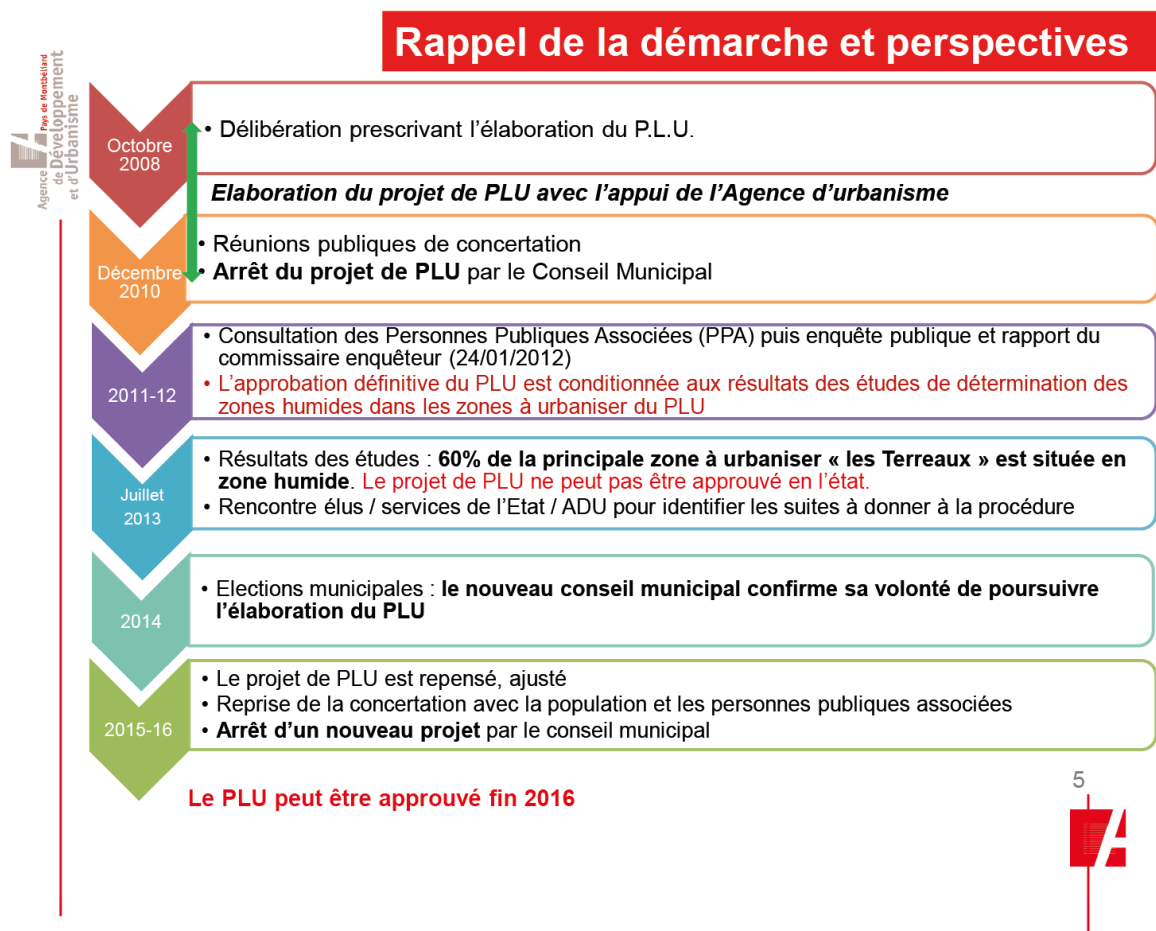 Rappel de la démarche et perspectives
Agence Pays de Montbéliard
de Développement
et d'Urbanisme
Octobre
2008
• Délibération prescrivant l'élaboration du P.L.U.
Elaboration du projet de PLU avec l'appui de l'Agence d'urbanisme
Décembre
2010
• Réunions publiques de concertation
• Arrêt du projet de PLU par le Conseil Municipal
2011-12
• Consultation des Personnes Publiques Associées (PPA) puis enquête publique et rapport du
commissaire enquêteur (24/01/2012)
• L'approbation définitive du PLU est conditionnée aux résultats des études de détermination des
zones humides dans les zones à urbaniser du PLU
Juillet
2013
• Résultats des études : 60% de la principale zone à urbaniser « les Terreaux » est située en
zone humide. Le projet de PLU ne peut pas être approuvé en l'état.
• Rencontre élus / services de l'Etat / ADU pour identifier les suites à donner à la procédure
2014
• Elections municipales : le nouveau conseil municipal confirme sa volonté de poursuivre
l'élaboration du PLU
2015-16
• Le projet de PLU est repensé, ajusté
• Reprise de la concertation avec la population et les personnes publiques associées
• Arrêt d'un nouveau projet par le conseil municipal
Le PLU peut être approuvé fin 2016
5